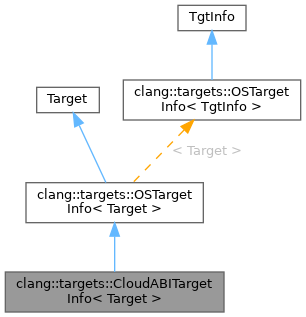 TgtInfo
clang::targets::OSTarget
Info< TgtInfo >
Target
< Target >
clang::targets::OSTarget
Info< Target >
clang::targets::CloudABITarget
Info< Target >